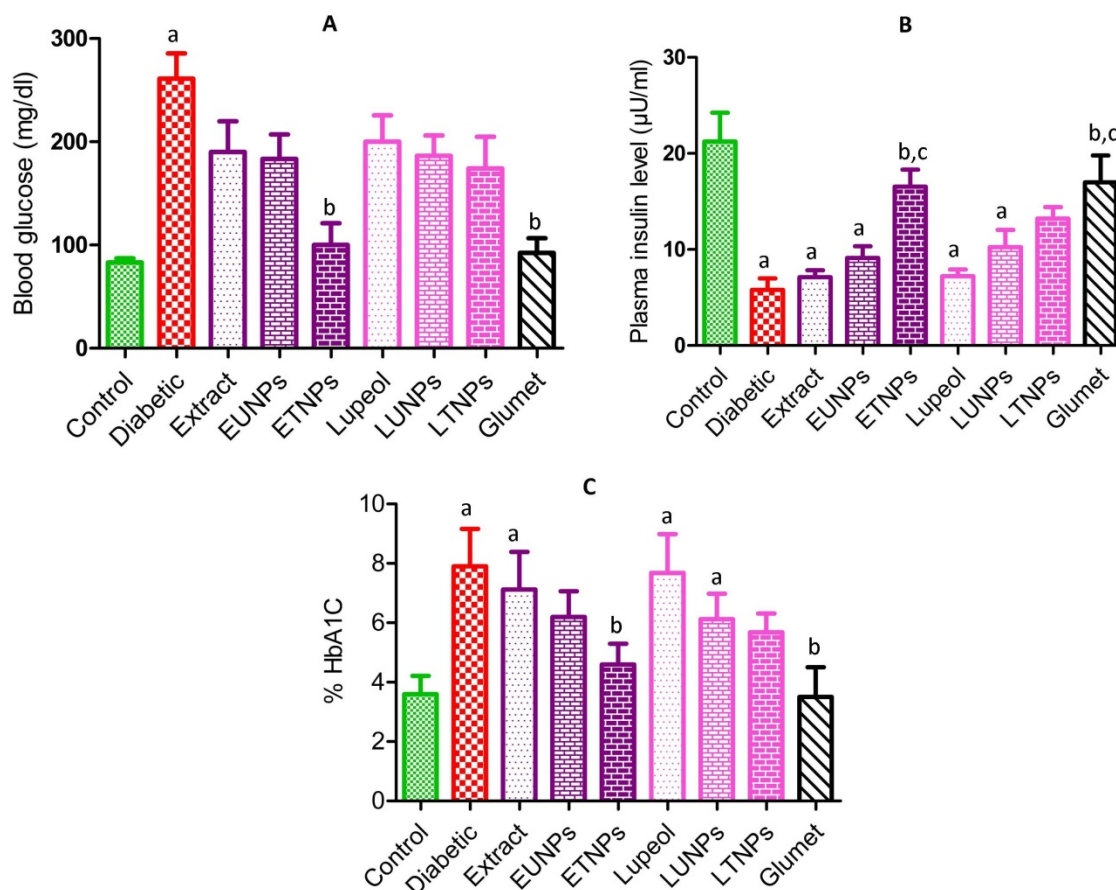 A
Blood glucose (mg/dl)
300
200
100
0
a
b
b
Control
Diabetic
Extract
EUNPs
ETNPs
Lupeol
LUNPs
LTNPs
Glumet
B
Plasma insulin level (µU/ml)
30
20
10
0
a
a
a
b,c
a
a
b,c
Control
Diabetic
Extract
EUNPs
ETNPs
Lupeol
LUNPs
LTNPs
Glumet
C
% HbA1C
10
8
6
4
2
0
a
a
b
a
a
b
Control
Diabetic
Extract
EUNPs
ETNPs
Lupeol
LUNPs
LTNPs
Glumet